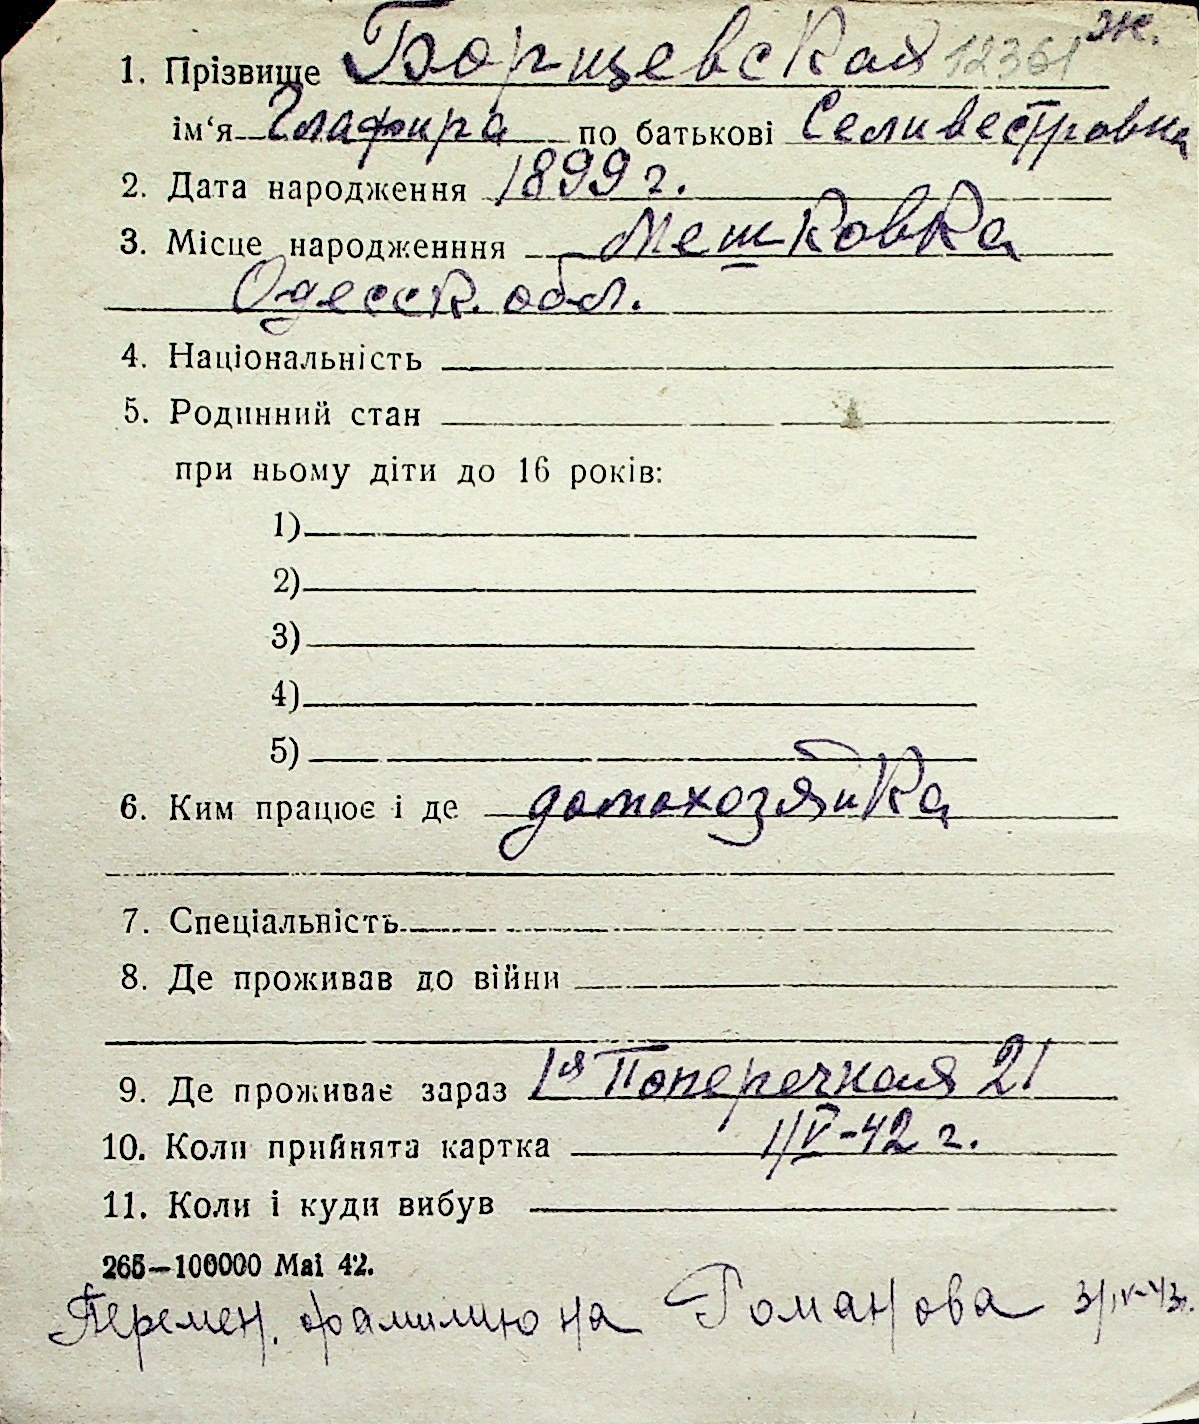 ж.
1. Прізвище Борщевская 12361
ім'я Глафира по батькові Селивестровна
2. Дата народження 1899 г.
3. Місце народженння Мешковка
Одесск. обл.
4. Національність
5. Родинний стан
при ньому діти до 16 років:
1)
2)
3)
4)
5)
6. Ким працює і де домохозяйка
7. Спеціальність
8. Де проживав до війни
9. Де проживає зараз 1я Поперечная 21
10. Коли прийнята картка 1/V-42 г.
11. Коли і куди вибув
265—100000 Mai 42.
Перемен. фамилию на Романова